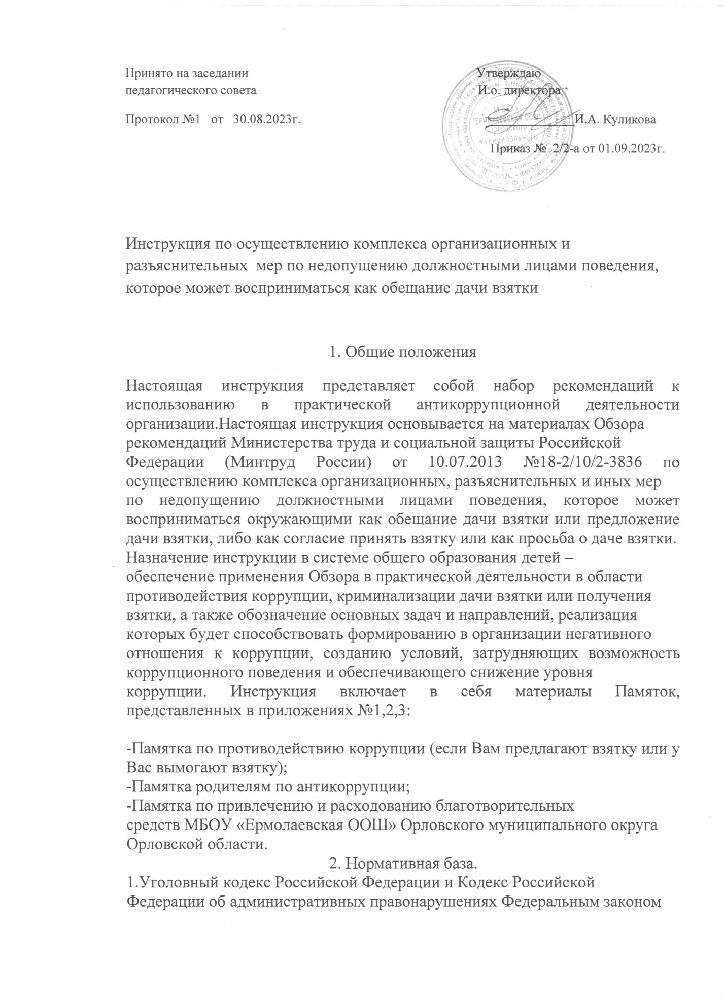 Принято на заседании
педагогического совета
Протокол №1 от 30.08.2023г.
Утверждаю
И.о. директора
И.А. Куликова
Приказ № 2/2-а от 01.09.2023г.
МБОУ
"ЕРМОЛАЕВСКАЯ ООШ"
Орловского
муниципального
Инструкция по осуществлению комплекса организационных и
разъяснительных мер по недопущению должностными лицами поведения,
которое может восприниматься как обещание дачи взятки
1. Общие положения
Настоящая инструкция представляет собой набор рекомендаций к
использованию в практической антикоррупционной деятельности
организации.Настоящая инструкция основывается на материалах Обзора
рекомендаций Министерства труда и социальной защиты Российской
Федерации (Минтруд России) от 10.07.2013 №18-2/10/2-3836 по
осуществлению комплекса организационных, разъяснительных и иных мер
по недопущению должностными лицами поведения, которое может
восприниматься окружающими как обещание дачи взятки или предложение
дачи взятки, либо как согласие принять взятку или как просьба о даче взятки.
Назначение инструкции в системе общего образования детей –
обеспечение применения Обзора в практической деятельности в области
противодействия коррупции, криминализации дачи взятки или получения
взятки, а также обозначение основных задач и направлений, реализация
которых будет способствовать формированию в организации негативного
отношения к коррупции, созданию условий, затрудняющих возможность
коррупционного поведения и обеспечивающего снижение уровня
коррупции. Инструкция включает в себя материалы Памяток,
представленных в приложениях №1,2,3:
-Памятка по противодействию коррупции (если Вам предлагают взятку или у
Вас вымогают взятку);
-Памятка родителям по антикоррупции;
-Памятка по привлечению и расходованию благотворительных
средств МБОУ «Ермолаевская ООШ» Орловского муниципального округа
Орловской области.
2. Нормативная база.
1.Уголовный кодекс Российской Федерации и Кодекс Российской
Федерации об административных правонарушениях Федеральным законом